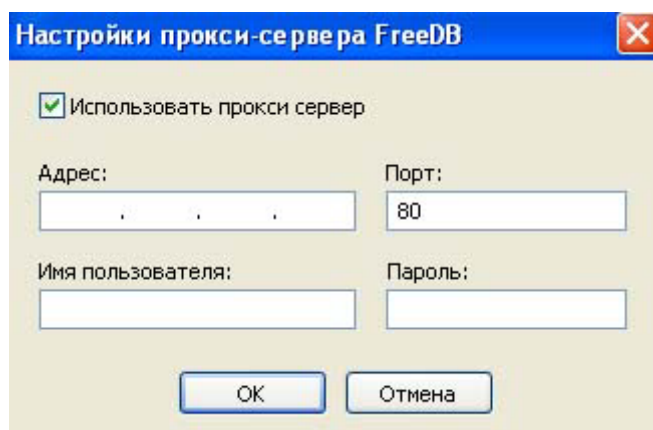 Настройки прокси-сервера FreeDB
Использовать прокси сервер
Адрес: Порт:
. . . 80
Имя пользователя: Пароль:
OK Отмена